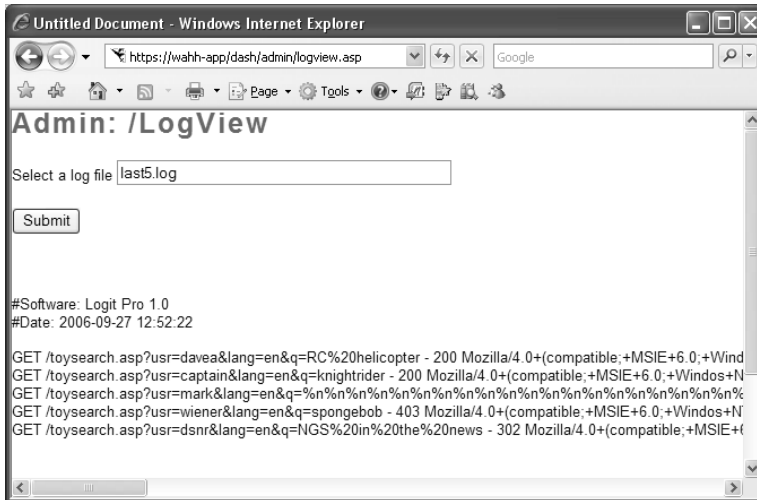 Untitled Document - Windows Internet Explorer
https://wahh-app/dash/admin/logview.asp
Google
Page
Tools
Admin: /LogView
Select a log file last5.log
Submit
#Software: Logit Pro 1.0
#Date: 2006-09-27 12:52:22
GET /toysearch.asp?usr=davea&lang=en&q=RC%20helicopter - 200 Mozilla/4.0+(compatible;+MSIE+6.0;+Wind
GET /toysearch.asp?usr=captain&lang=en&q=knightrider - 200 Mozilla/4.0+(compatible;+MSIE+6.0;+Windos+N
GET /toysearch.asp?usr=mark&lang=en&q=%n%n%n%n%n%n%n%n%n%n%n%n%n%n%n%n%n%n%n%n%
GET /toysearch.asp?usr=wiener&lang=en&q=spongebob - 403 Mozilla/4.0+(compatible;+MSIE+6.0;+Windos+N
GET /toysearch.asp?usr=dsnr&lang=en&q=NGS%20in%20the%20news - 302 Mozilla/4.0+(compatible;+MSIE+6